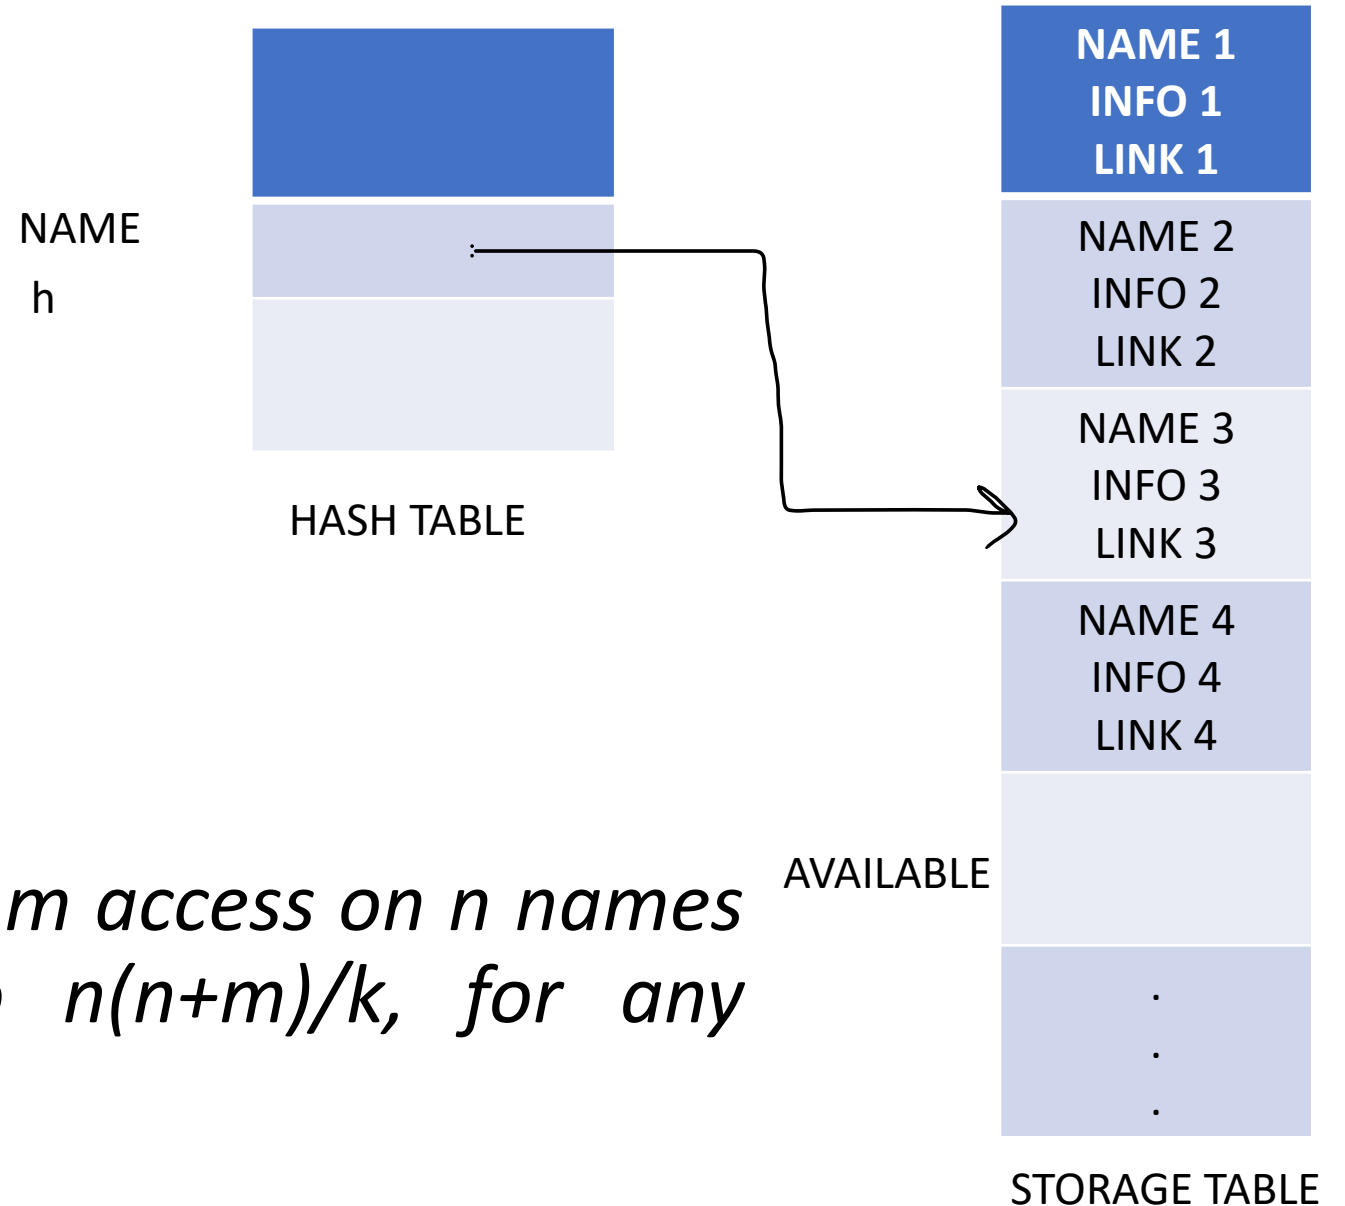 NAME
h
HASH TABLE
NAME 1
INFO 1
LINK 1
NAME 2
INFO 2
LINK 2
NAME 3
INFO 3
LINK 3
NAME 4
INFO 4
LINK 4
AVAILABLE
.
.
.
STORAGE TABLE
m access on n names
n(n+m)/k, for any